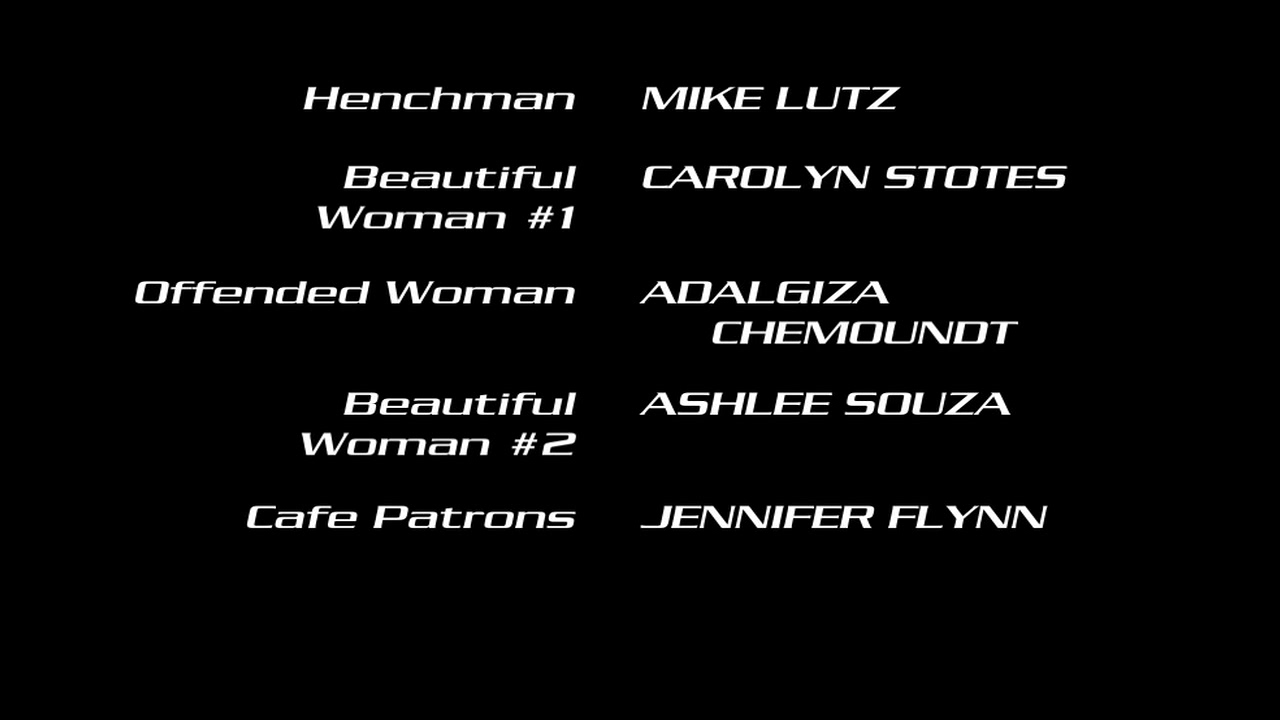 Henchman MIKE LUTZ
Beautiful CAROLYN STOTES
Woman #1
Offended Woman ADALGIZA
CHEMOUNDT
Beautiful ASHLEE SOUZA
Woman #2
Cafe Patrons JENNIFER FLYNN